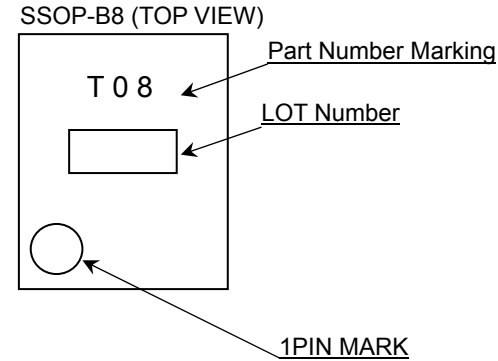 SSOP-B8 (TOP VIEW)
Part Number Marking
T 0 8
LOT Number
1PIN MARK